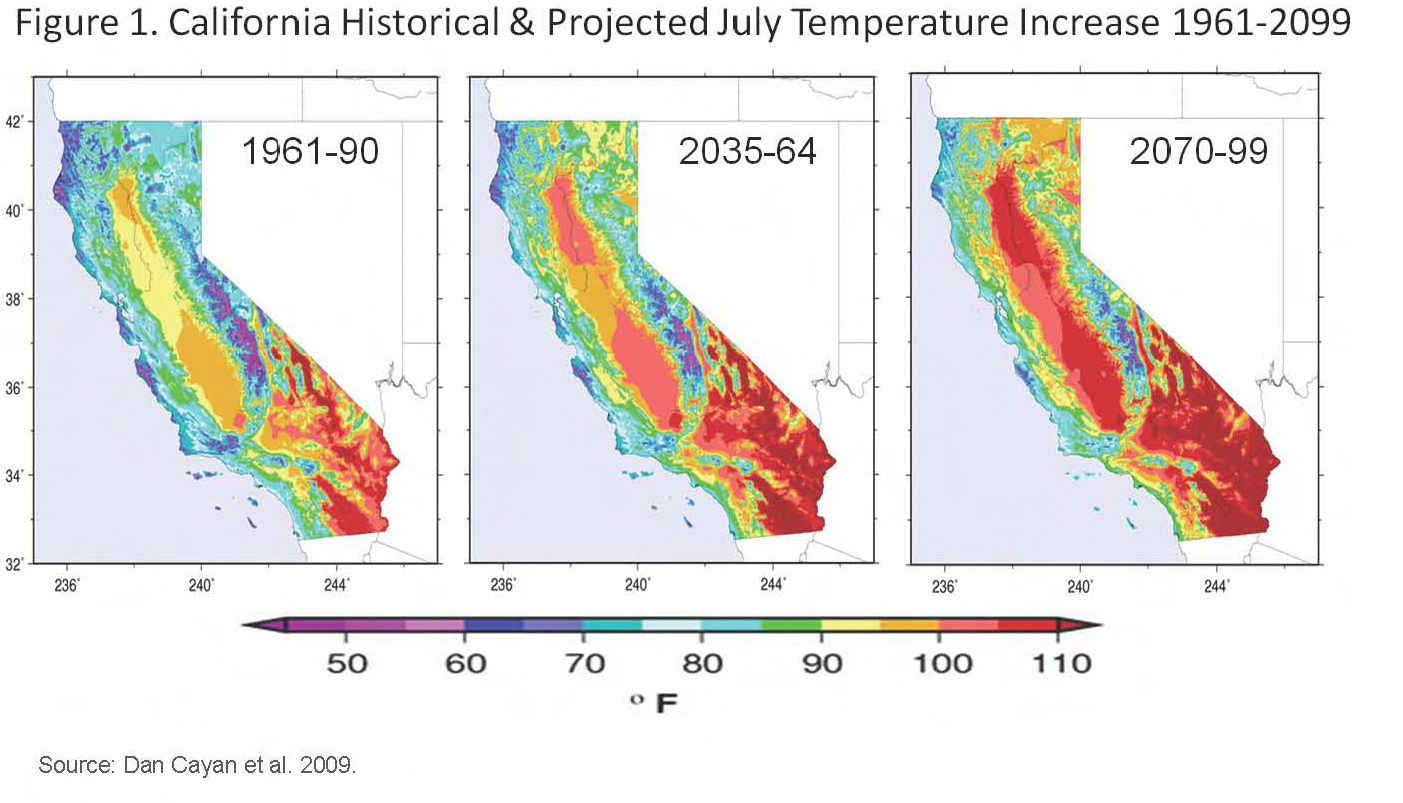 Figure 1. California Historical & Projected July Temperature Increase 1961-2099
1961-90
2035-64
2070-99
42°
40°
38°
36°
34°
32°
236° 240° 244°
236° 240° 244°
236° 240° 244°
50 60 70 80 90 100 110
° F
Source: Dan Cayan et al. 2009.